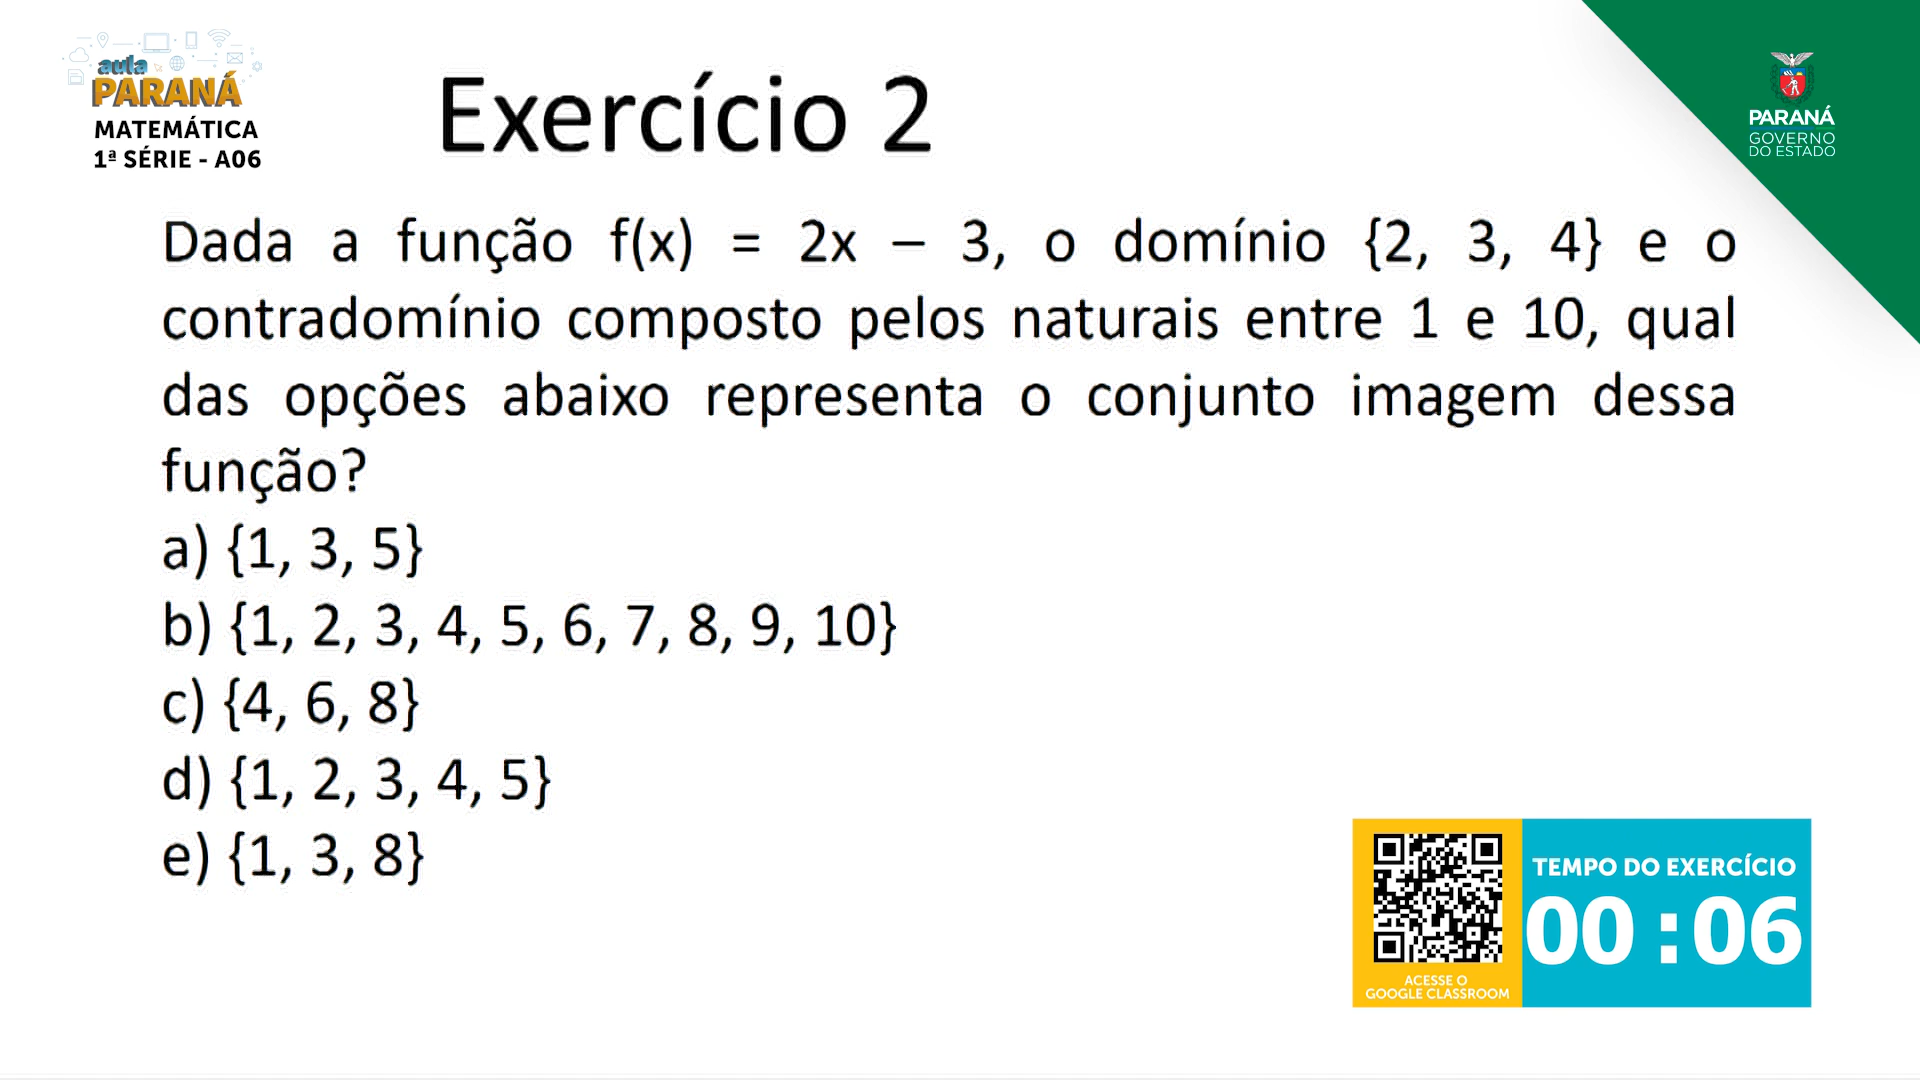 aula
PARANÁ
MATEMÁTICA
1ª SÉRIE - A06
Exercício 2
PARANÁ
GOVERNO
DO ESTADO
Dada a função f(x) = 2x – 3, o domínio {2, 3, 4} e o
contradomínio composto pelos naturais entre 1 e 10, qual
das opções abaixo representa o conjunto imagem dessa
função?
a) {1, 3, 5}
b) {1, 2, 3, 4, 5, 6, 7, 8, 9, 10}
c) {4, 6, 8}
d) {1, 2, 3, 4, 5}
e) {1, 3, 8}
TEMPO DO EXERCÍCIO
00 :06
ACESSE O
GOOGLE CLASSROOM